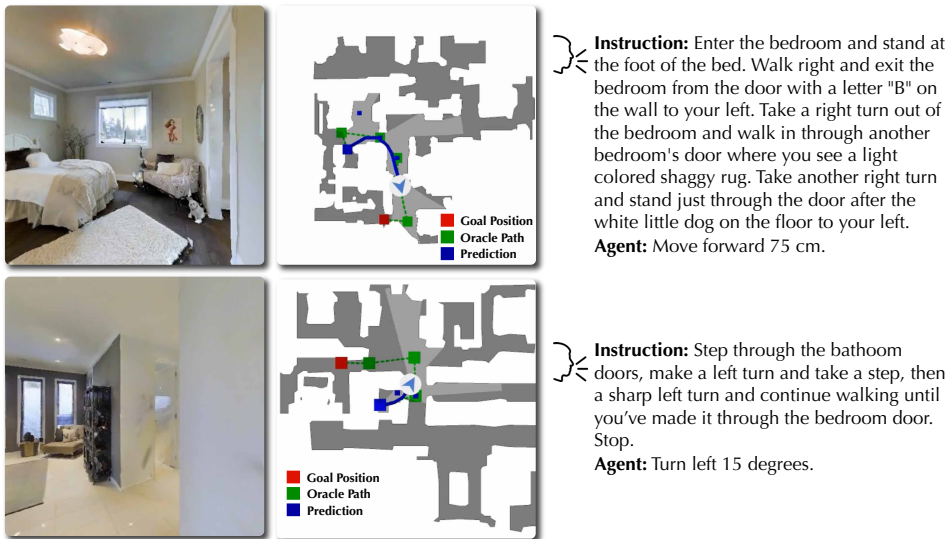 Goal Position
Oracle Path
Prediction
Instruction: Enter the bedroom and stand at
the foot of the bed. Walk right and exit the
bedroom from the door with a letter "B" on
the wall to your left. Take a right turn out of
the bedroom and walk in through another
bedroom's door where you see a light
colored shaggy rug. Take another right turn
and stand just through the door after the
white little dog on the floor to your left.
Agent: Move forward 75 cm.
Goal Position
Oracle Path
Prediction
Instruction: Step through the bathoom
doors, make a left turn and take a step, then
a sharp left turn and continue walking until
you've made it through the bedroom door.
Stop.
Agent: Turn left 15 degrees.